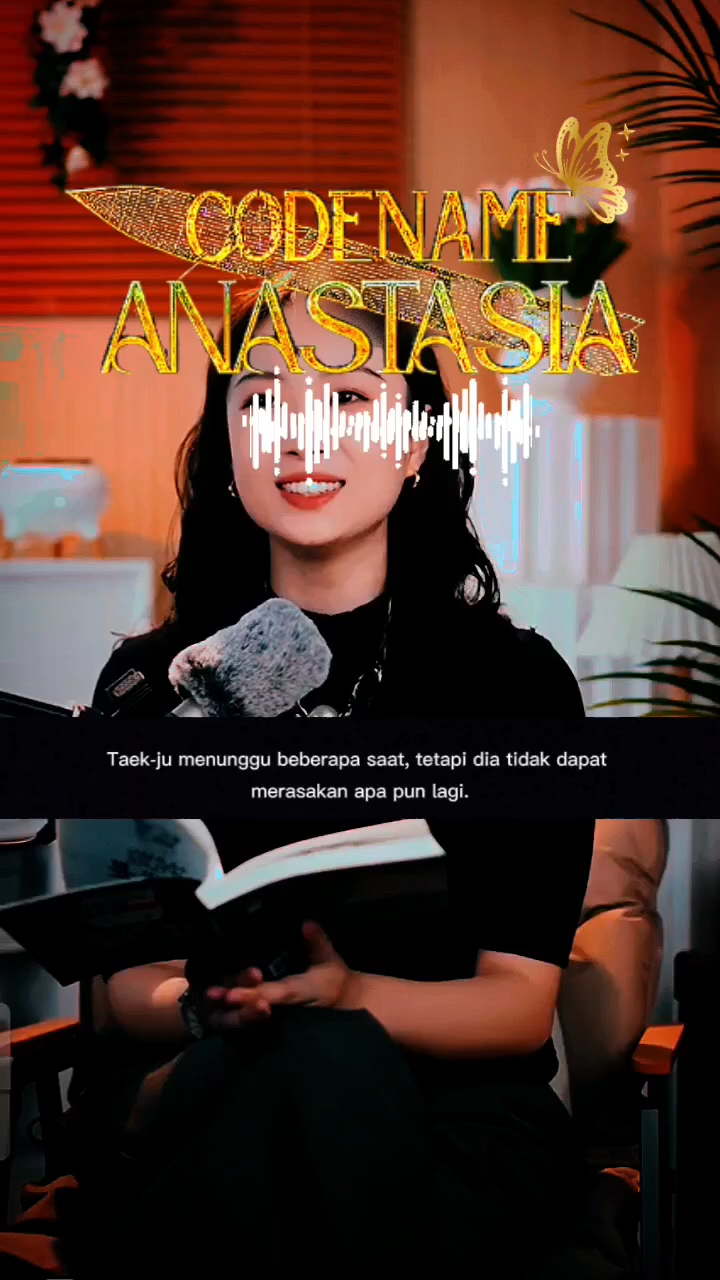 CODENAME
ANASTASIA
Taek-ju menunggu beberapa saat, tetapi dia tidak dapat
merasakan apa pun lagi.